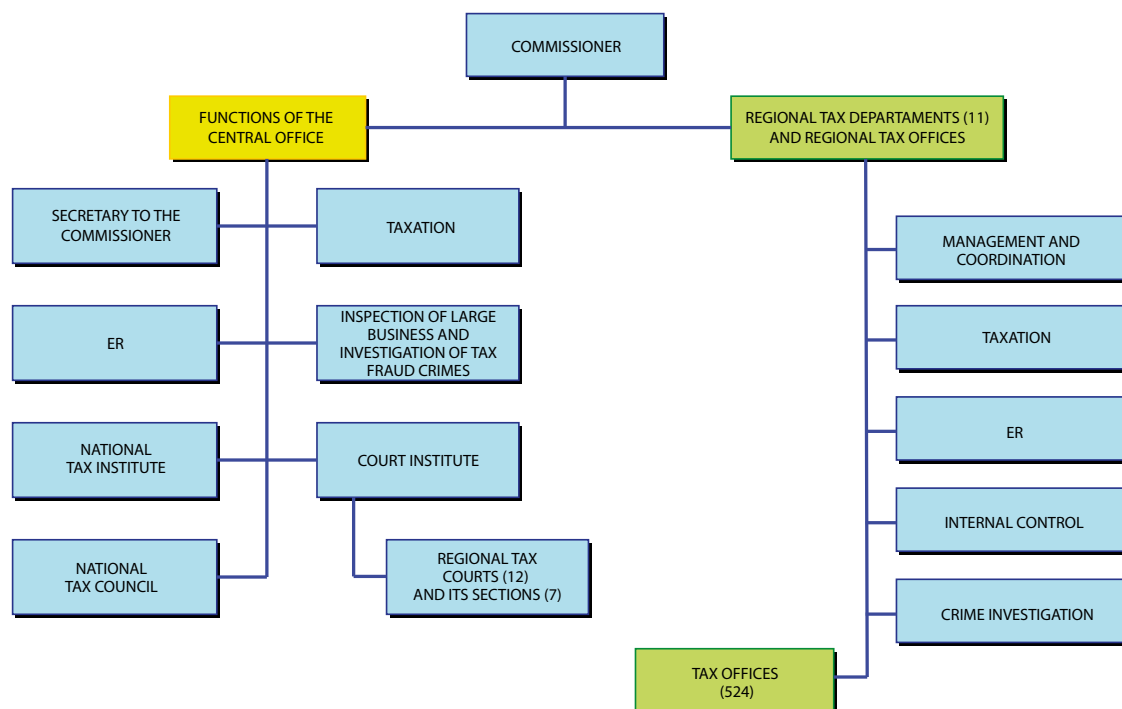 COMMISSIONER
FUNCTIONS OF THE
CENTRAL OFFICE
REGIONAL TAX DEPARTAMENTS (11)
AND REGIONAL TAX OFFICES
SECRETARY TO THE
COMMISSIONER
TAXATION
ER
INSPECTION OF LARGE
BUSINESS AND
INVESTIGATION OF TAX
FRAUD CRIMES
NATIONAL
TAX INSTITUTE
COURT INSTITUTE
NATIONAL
TAX COUNCIL
REGIONAL TAX
COURTS (12)
AND ITS SECTIONS (7)
MANAGEMENT AND
COORDINATION
TAXATION
ER
INTERNAL CONTROL
CRIME INVESTIGATION
TAX OFFICES
(524)